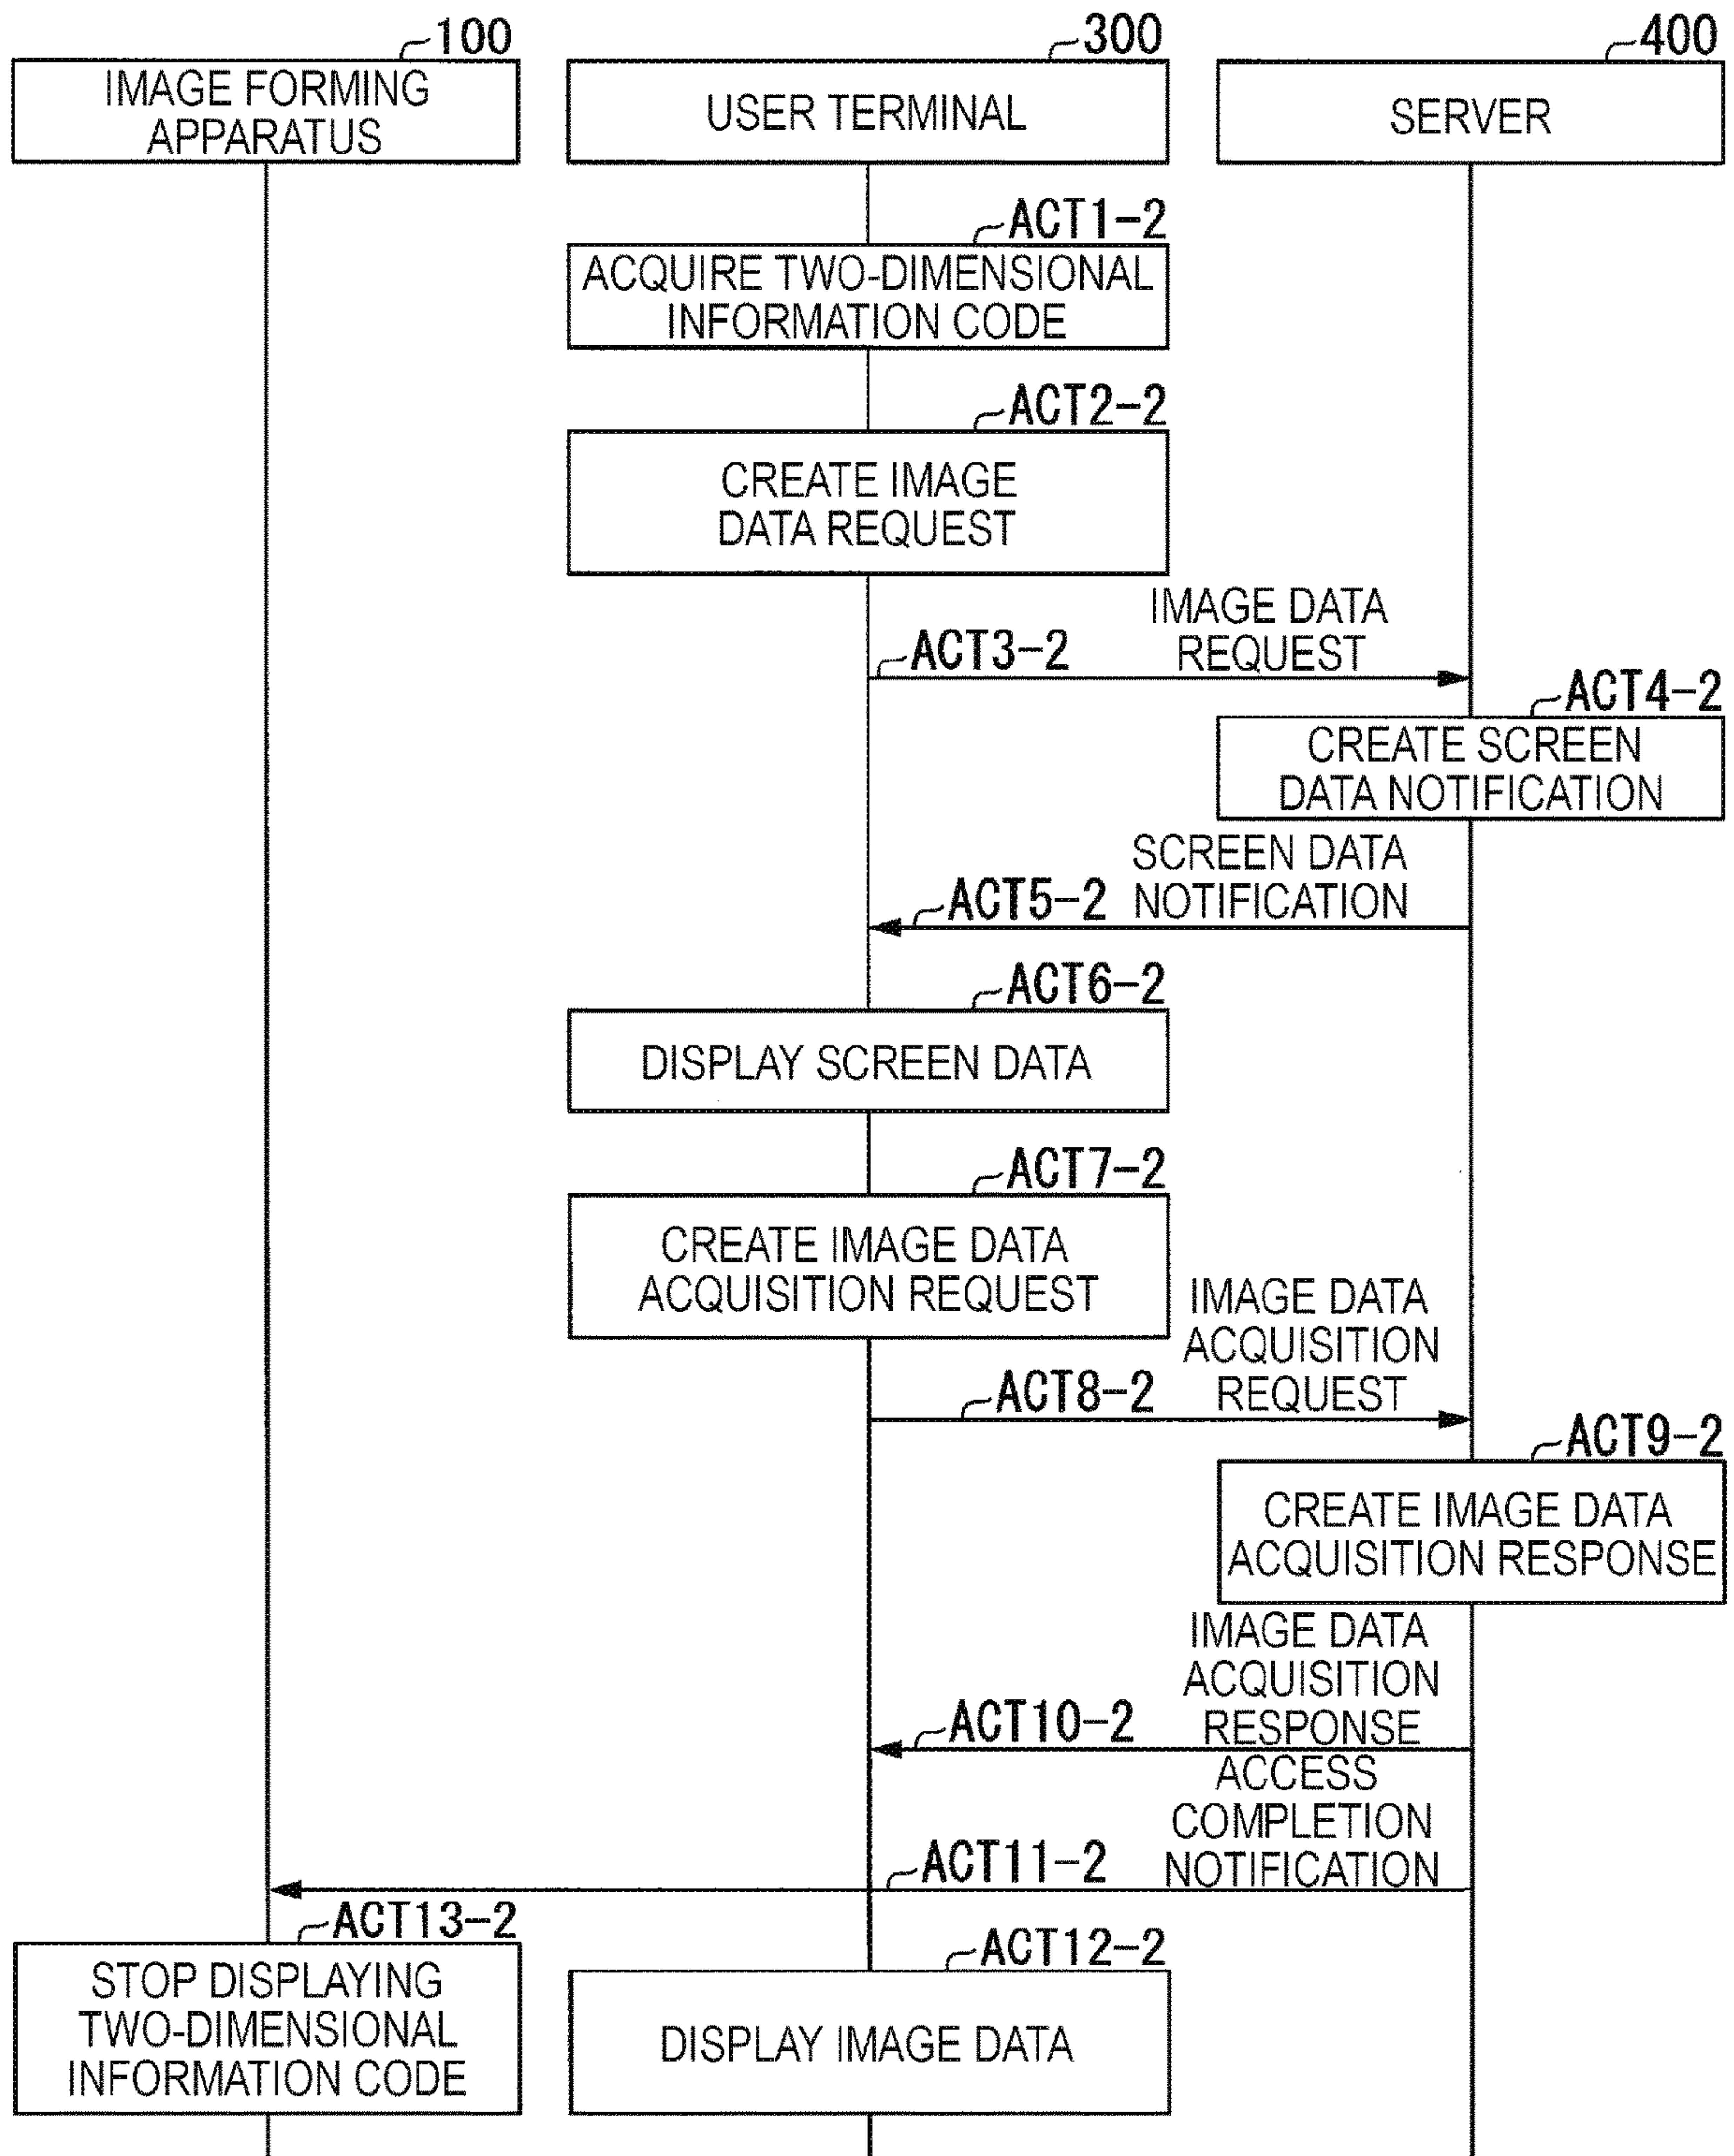 100
IMAGE FORMING
APPARATUS
300
USER TERMINAL
400
SERVER
ACT1-2
ACQUIRE TWO-DIMENSIONAL
INFORMATION CODE
ACT2-2
CREATE IMAGE
DATA REQUEST
IMAGE DATA
REQUEST
ACT3-2
ACT4-2
CREATE SCREEN
DATA NOTIFICATION
SCREEN DATA
NOTIFICATION
ACT5-2
ACT6-2
DISPLAY SCREEN DATA
ACT7-2
CREATE IMAGE DATA
ACQUISITION REQUEST
IMAGE DATA
ACQUISITION
REQUEST
ACT8-2
ACT9-2
CREATE IMAGE DATA
ACQUISITION RESPONSE
IMAGE DATA
ACQUISITION
RESPONSE
ACT10-2
ACCESS
COMPLETION
NOTIFICATION
ACT11-2
ACT13-2
STOP DISPLAYING
TWO-DIMENSIONAL
INFORMATION CODE
ACT12-2
DISPLAY IMAGE DATA